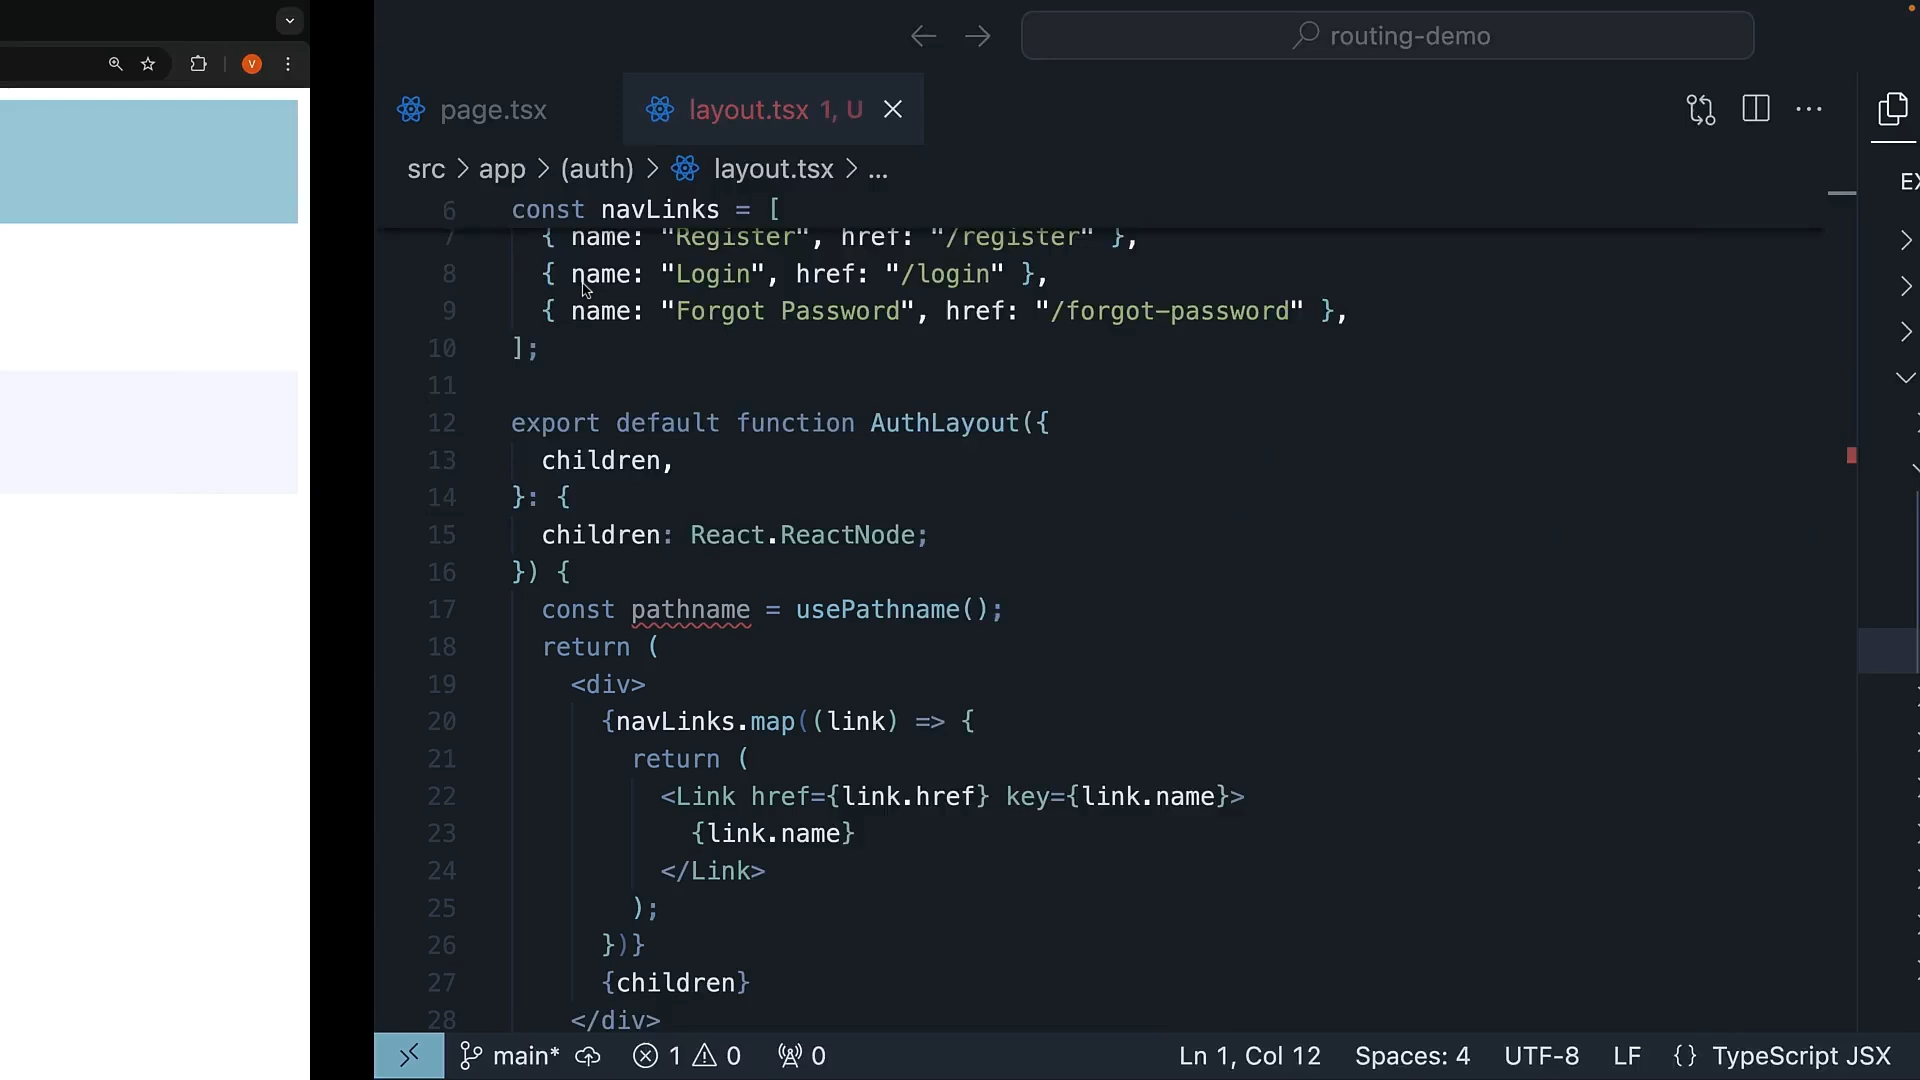 V
routing-demo
page.tsx
layout.tsx 1, U
src > app > (auth) > layout.tsx > ...
EX
6 const navLinks = [
7 { name: "Register", href: "/register" },
8 { name: "Login", href: "/login" },
9 { name: "Forgot Password", href: "/forgot-password" },
10 ];
11
12 export default function AuthLayout({
13 children,
14 }: {
15 children: React.ReactNode;
16 }) {
17 const pathname = usePathname();
18 return (
19 <div>
20 {navLinks.map((link) => {
21 return (
22 <Link href={link.href} key={link.name}>
23 {link.name}
24 </Link>
25 );
26 })}
27 {children}
28 </div>
main* 1 0 0 Ln 1, Col 12 Spaces: 4 UTF-8 LF {} TypeScript JSX